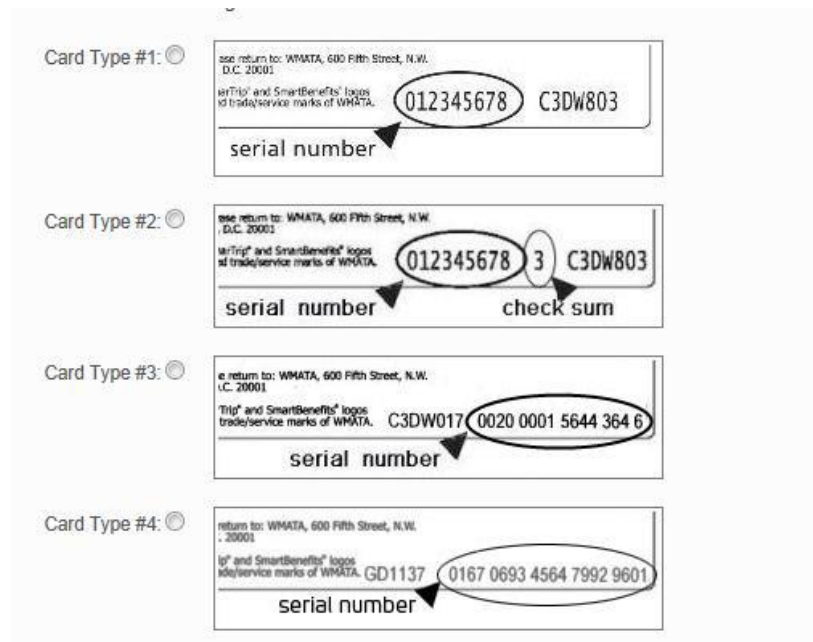 Card Type #1:
ase return to: WMATA, 600 Fifth Street, N.W.
D.C. 20001
arTrip® and SmartBenefits® logos
d trade/service marks of WMATA.
012345678 C3DW803
serial number
Card Type #2:
ase return to: WMATA, 600 Fifth Street, N.W.
, D.C. 20001
arTrip® and SmartBenefits® logos
ad trade/service marks of WMATA.
012345678 3 C3DW803
serial number check sum
Card Type #3:
e return to: WMATA, 600 Fifth Street, N.W.
.C. 20001
Trip® and SmartBenefits® logos
trade/service marks of WMATA.
C3DW017 0020 0001 5644 364 6
serial number
Card Type #4:
return to: WMATA, 600 Fifth Street, N.W.
. 20001
ip® and SmartBenefits® logos
ade/service marks of WMATA.
GD1137 0167 0693 4564 7992 9601
serial number